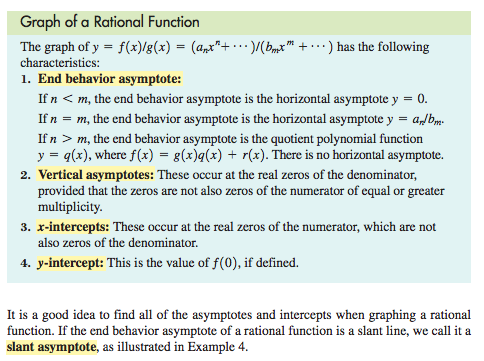 Graph of a Rational Function
The graph of y = f(x)/g(x) = (aₙxⁿ + ···)/(bₘxᵐ + ···) has the following
characteristics:
1. End behavior asymptote:
If n < m, the end behavior asymptote is the horizontal asymptote y = 0.
If n = m, the end behavior asymptote is the horizontal asymptote y = aₙ/bₘ.
If n > m, the end behavior asymptote is the quotient polynomial function
y = q(x), where f(x) = g(x)q(x) + r(x). There is no horizontal asymptote.
2. Vertical asymptotes: These occur at the real zeros of the denominator,
provided that the zeros are not also zeros of the numerator of equal or greater
multiplicity.
3. x-intercepts: These occur at the real zeros of the numerator, which are not
also zeros of the denominator.
4. y-intercept: This is the value of f(0), if defined.
It is a good idea to find all of the asymptotes and intercepts when graphing a rational
function. If the end behavior asymptote of a rational function is a slant line, we call it a
slant asymptote, as illustrated in Example 4.